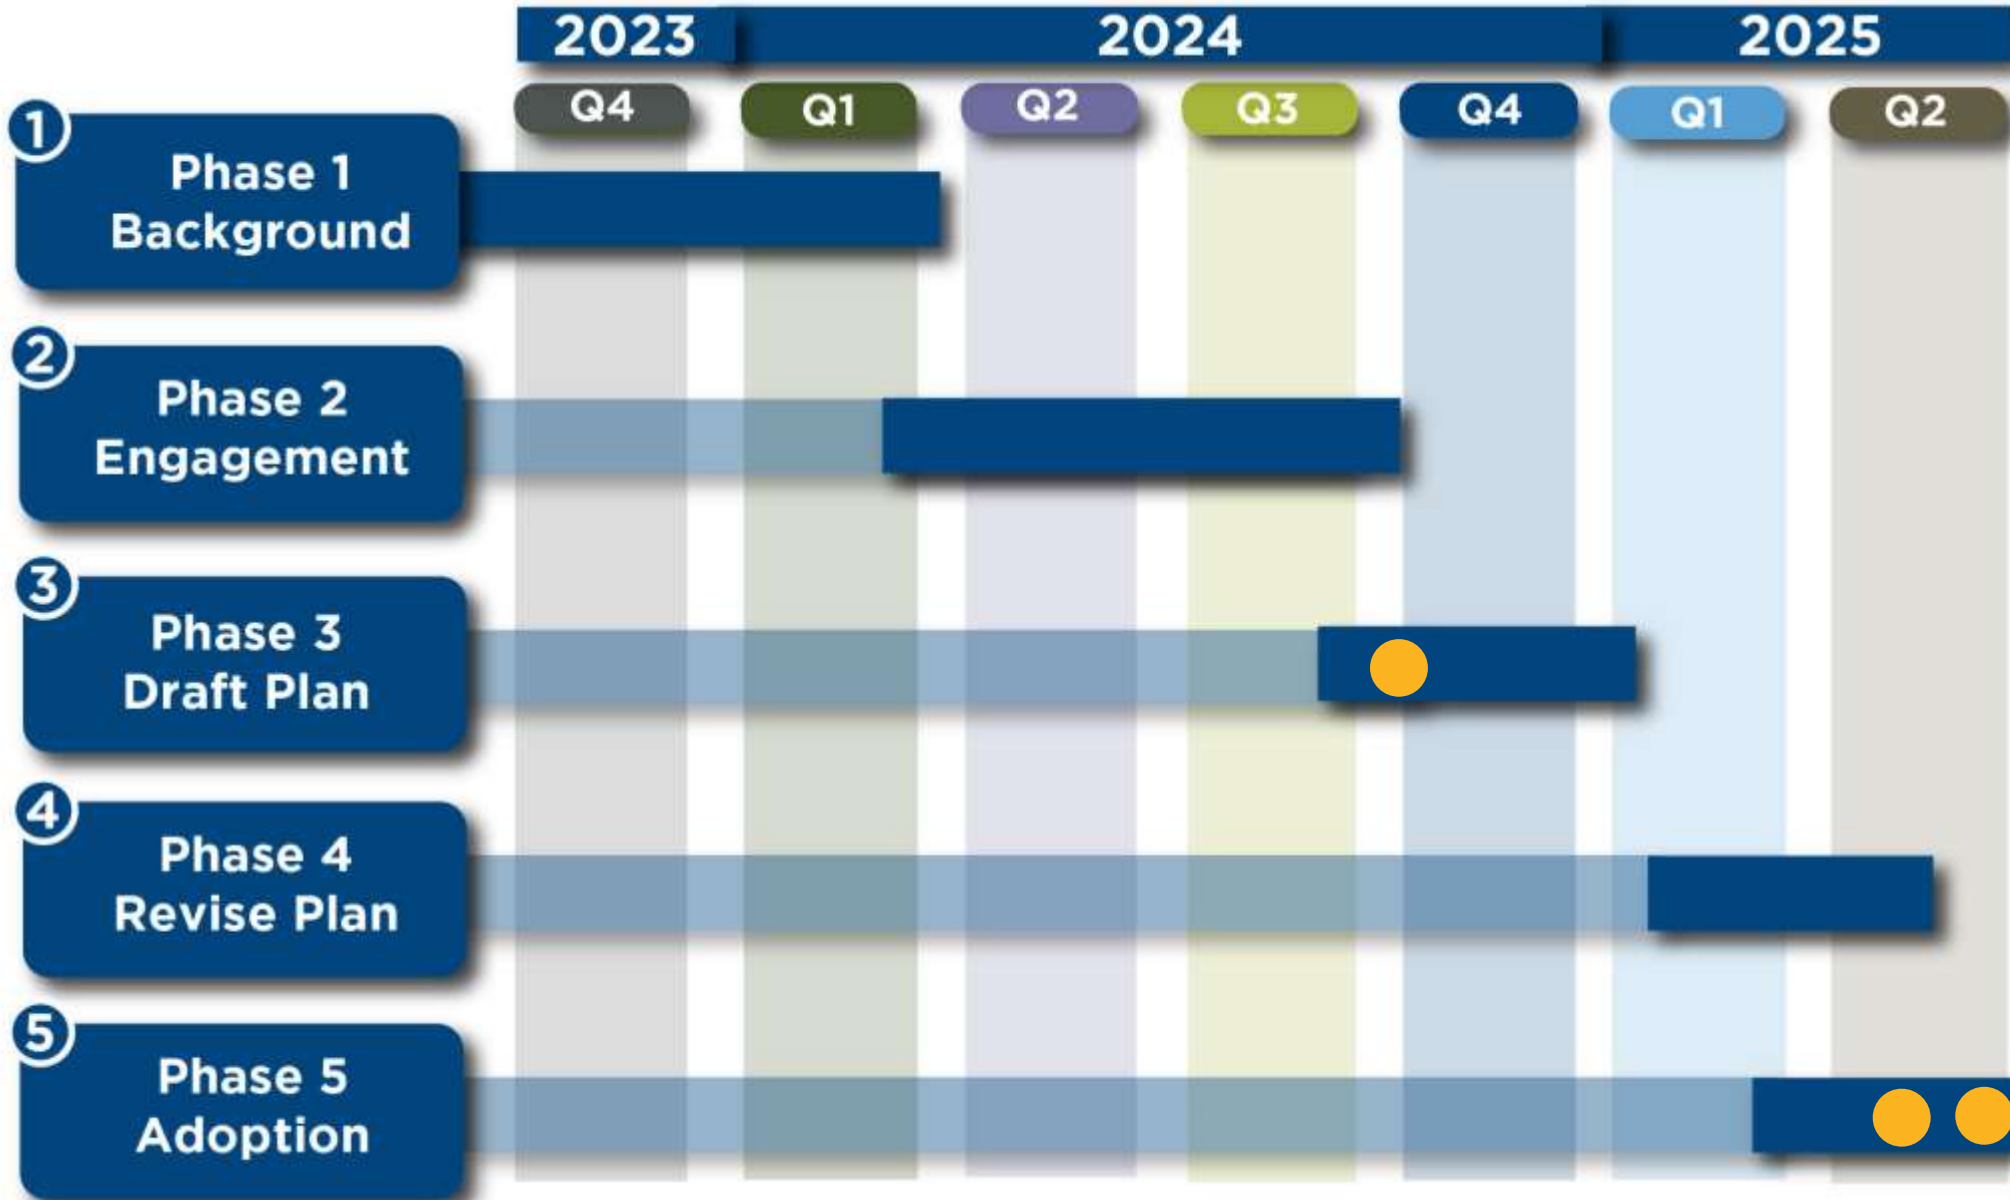 2023 2024 2025
Q4 Q1 Q2 Q3 Q4 Q1 Q2
1
Phase 1
Background
2
Phase 2
Engagement
3
Phase 3
Draft Plan
4
Phase 4
Revise Plan
5
Phase 5
Adoption